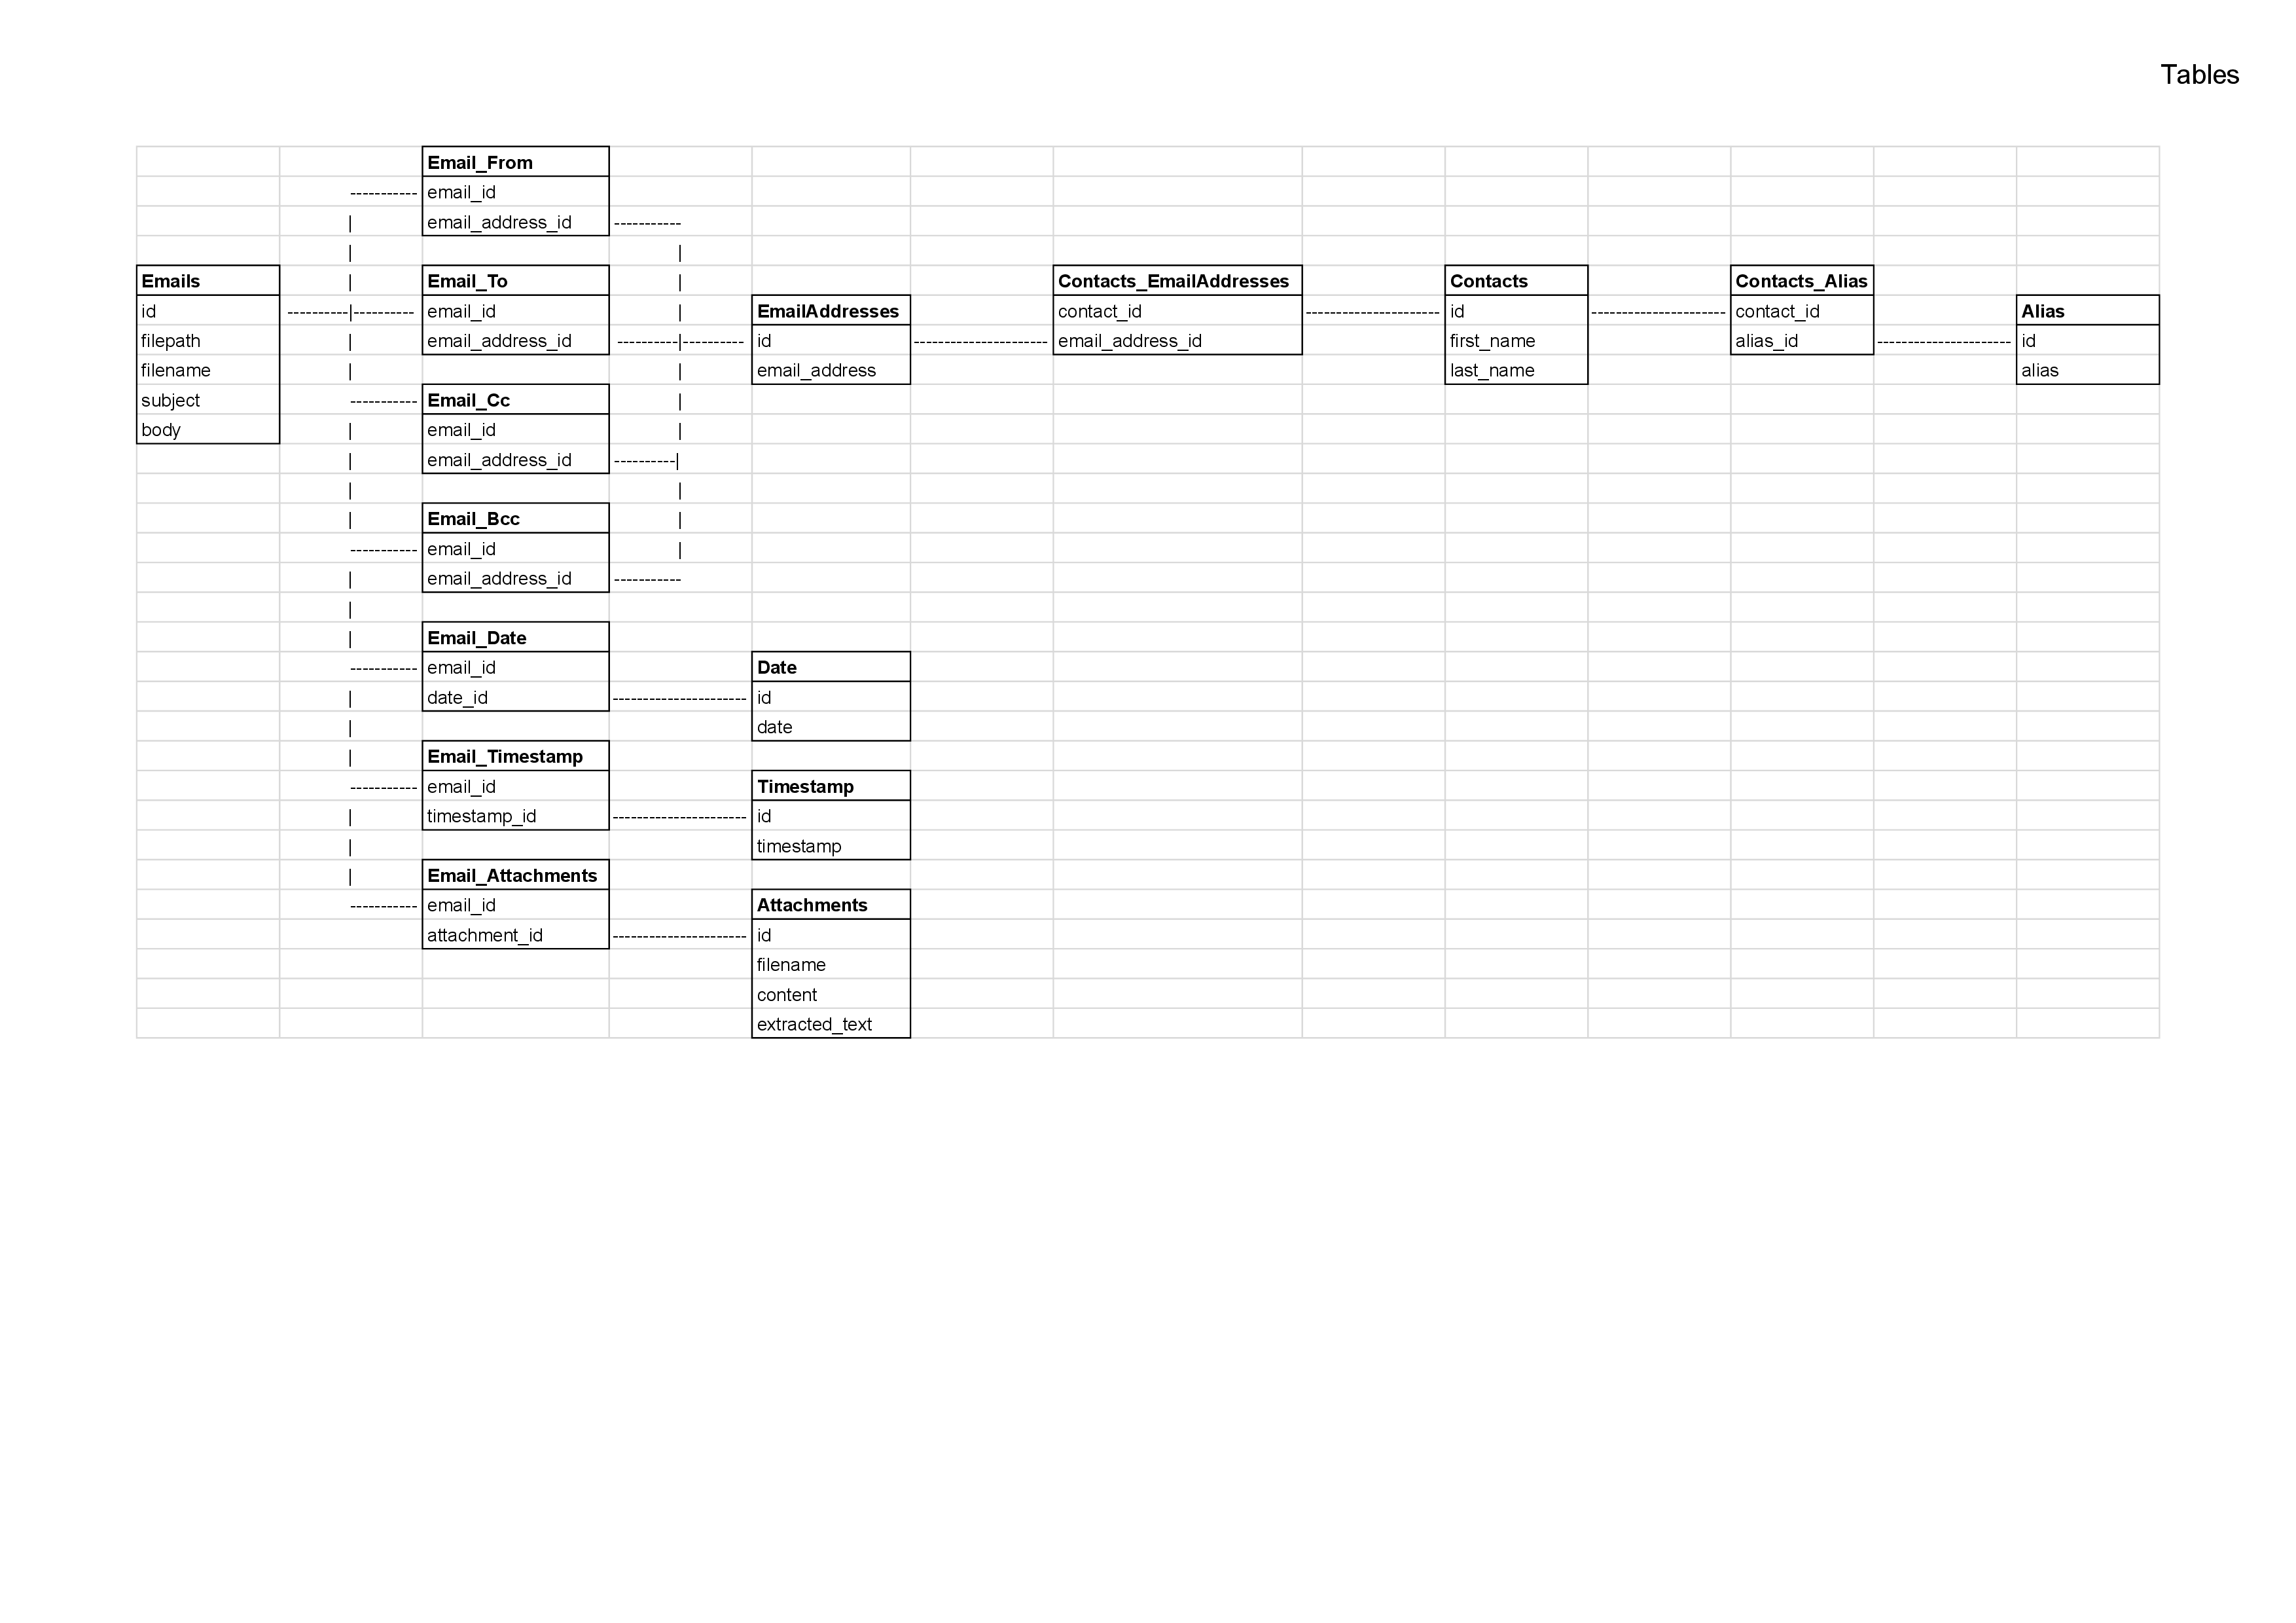 Tables
Email_From
email_id
email_address_id
Emails
id
filepath
filename
subject
body
Email_To
email_id
email_address_id
Email_Cc
email_id
email_address_id
Email_Bcc
email_id
email_address_id
Email_Date
email_id
date_id
Email_Timestamp
email_id
timestamp_id
Email_Attachments
email_id
attachment_id
EmailAddresses
id
email_address
Date
id
date
Timestamp
id
timestamp
Attachments
id
filename
content
extracted_text
Contacts_EmailAddresses
contact_id
email_address_id
Contacts
id
first_name
last_name
Contacts_Alias
contact_id
alias_id
Alias
id
alias